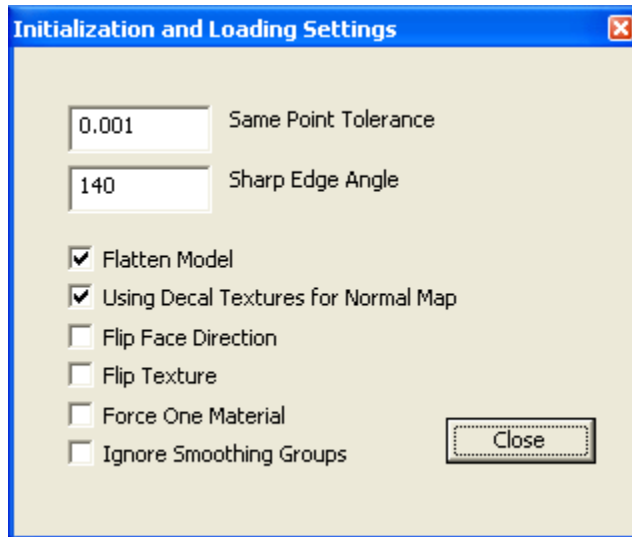 Initialization and Loading Settings
0.001 Same Point Tolerance
140 Sharp Edge Angle
Flatten Model
Using Decal Textures for Normal Map
Flip Face Direction
Flip Texture
Force One Material
Close
Ignore Smoothing Groups